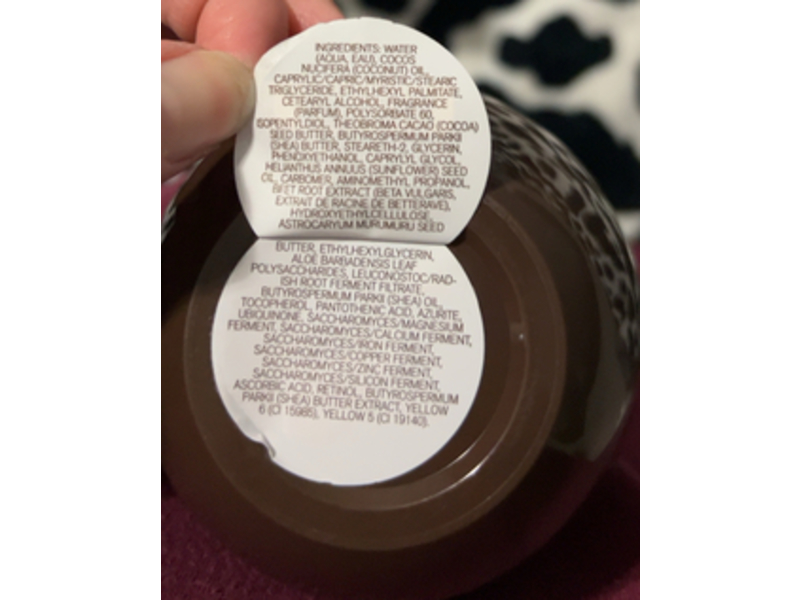 INGREDIENTS: WATER
(AQUA, EAU), COCOS
NUCIFERA (COCONUT) OIL,
CAPRYLIC/CAPRIC/MYRISTIC/STEARIC
TRIGLYCERIDE, ETHYLHEXYL PALMITATE,
CETEARYL ALCOHOL, FRAGRANCE
(PARFUM), POLYSORBATE 60,
ISOPENTYLDIOL, THEOBROMA CACAO (COCOA)
SEED BUTTER, BUTYROSPERMUM PARKII
(SHEA) BUTTER, STEARETH-2, GLYCERIN,
PHENOXYETHANOL, CAPRYLYL GLYCOL,
HELIANTHUS ANNUUS (SUNFLOWER) SEED
OIL, CARBOMER, AMINOMETHYL PROPANOL,
BEET ROOT EXTRACT (BETA VULGARIS,
EXTRAIT DE RACINE DE BETTERAVE),
HYDROXYETHYLCELLULOSE,
ASTROCARYUM MURUMURU SEED
BUTTER, ETHYLHEXYLGLYCERIN,
ALOE BARBADENSIS LEAF
POLYSACCHARIDES, LEUCONOSTOC/RAD-
ISH ROOT FERMENT FILTRATE,
BUTYROSPERMUM PARKII (SHEA) OIL,
TOCOPHEROL, PANTOTHENIC ACID, AZURITE,
UBIQUINONE, SACCHAROMYCES/MAGNESIUM
FERMENT, SACCHAROMYCES/CALCIUM FERMENT,
SACCHAROMYCES/IRON FERMENT,
SACCHAROMYCES/COPPER FERMENT,
SACCHAROMYCES/ZINC FERMENT,
SACCHAROMYCES/SILICON FERMENT,
ASCORBIC ACID, RETINOL, BUTYROSPERMUM
PARKII (SHEA) BUTTER EXTRACT, YELLOW
6 (CI 15985), YELLOW 5 (CI 19140).